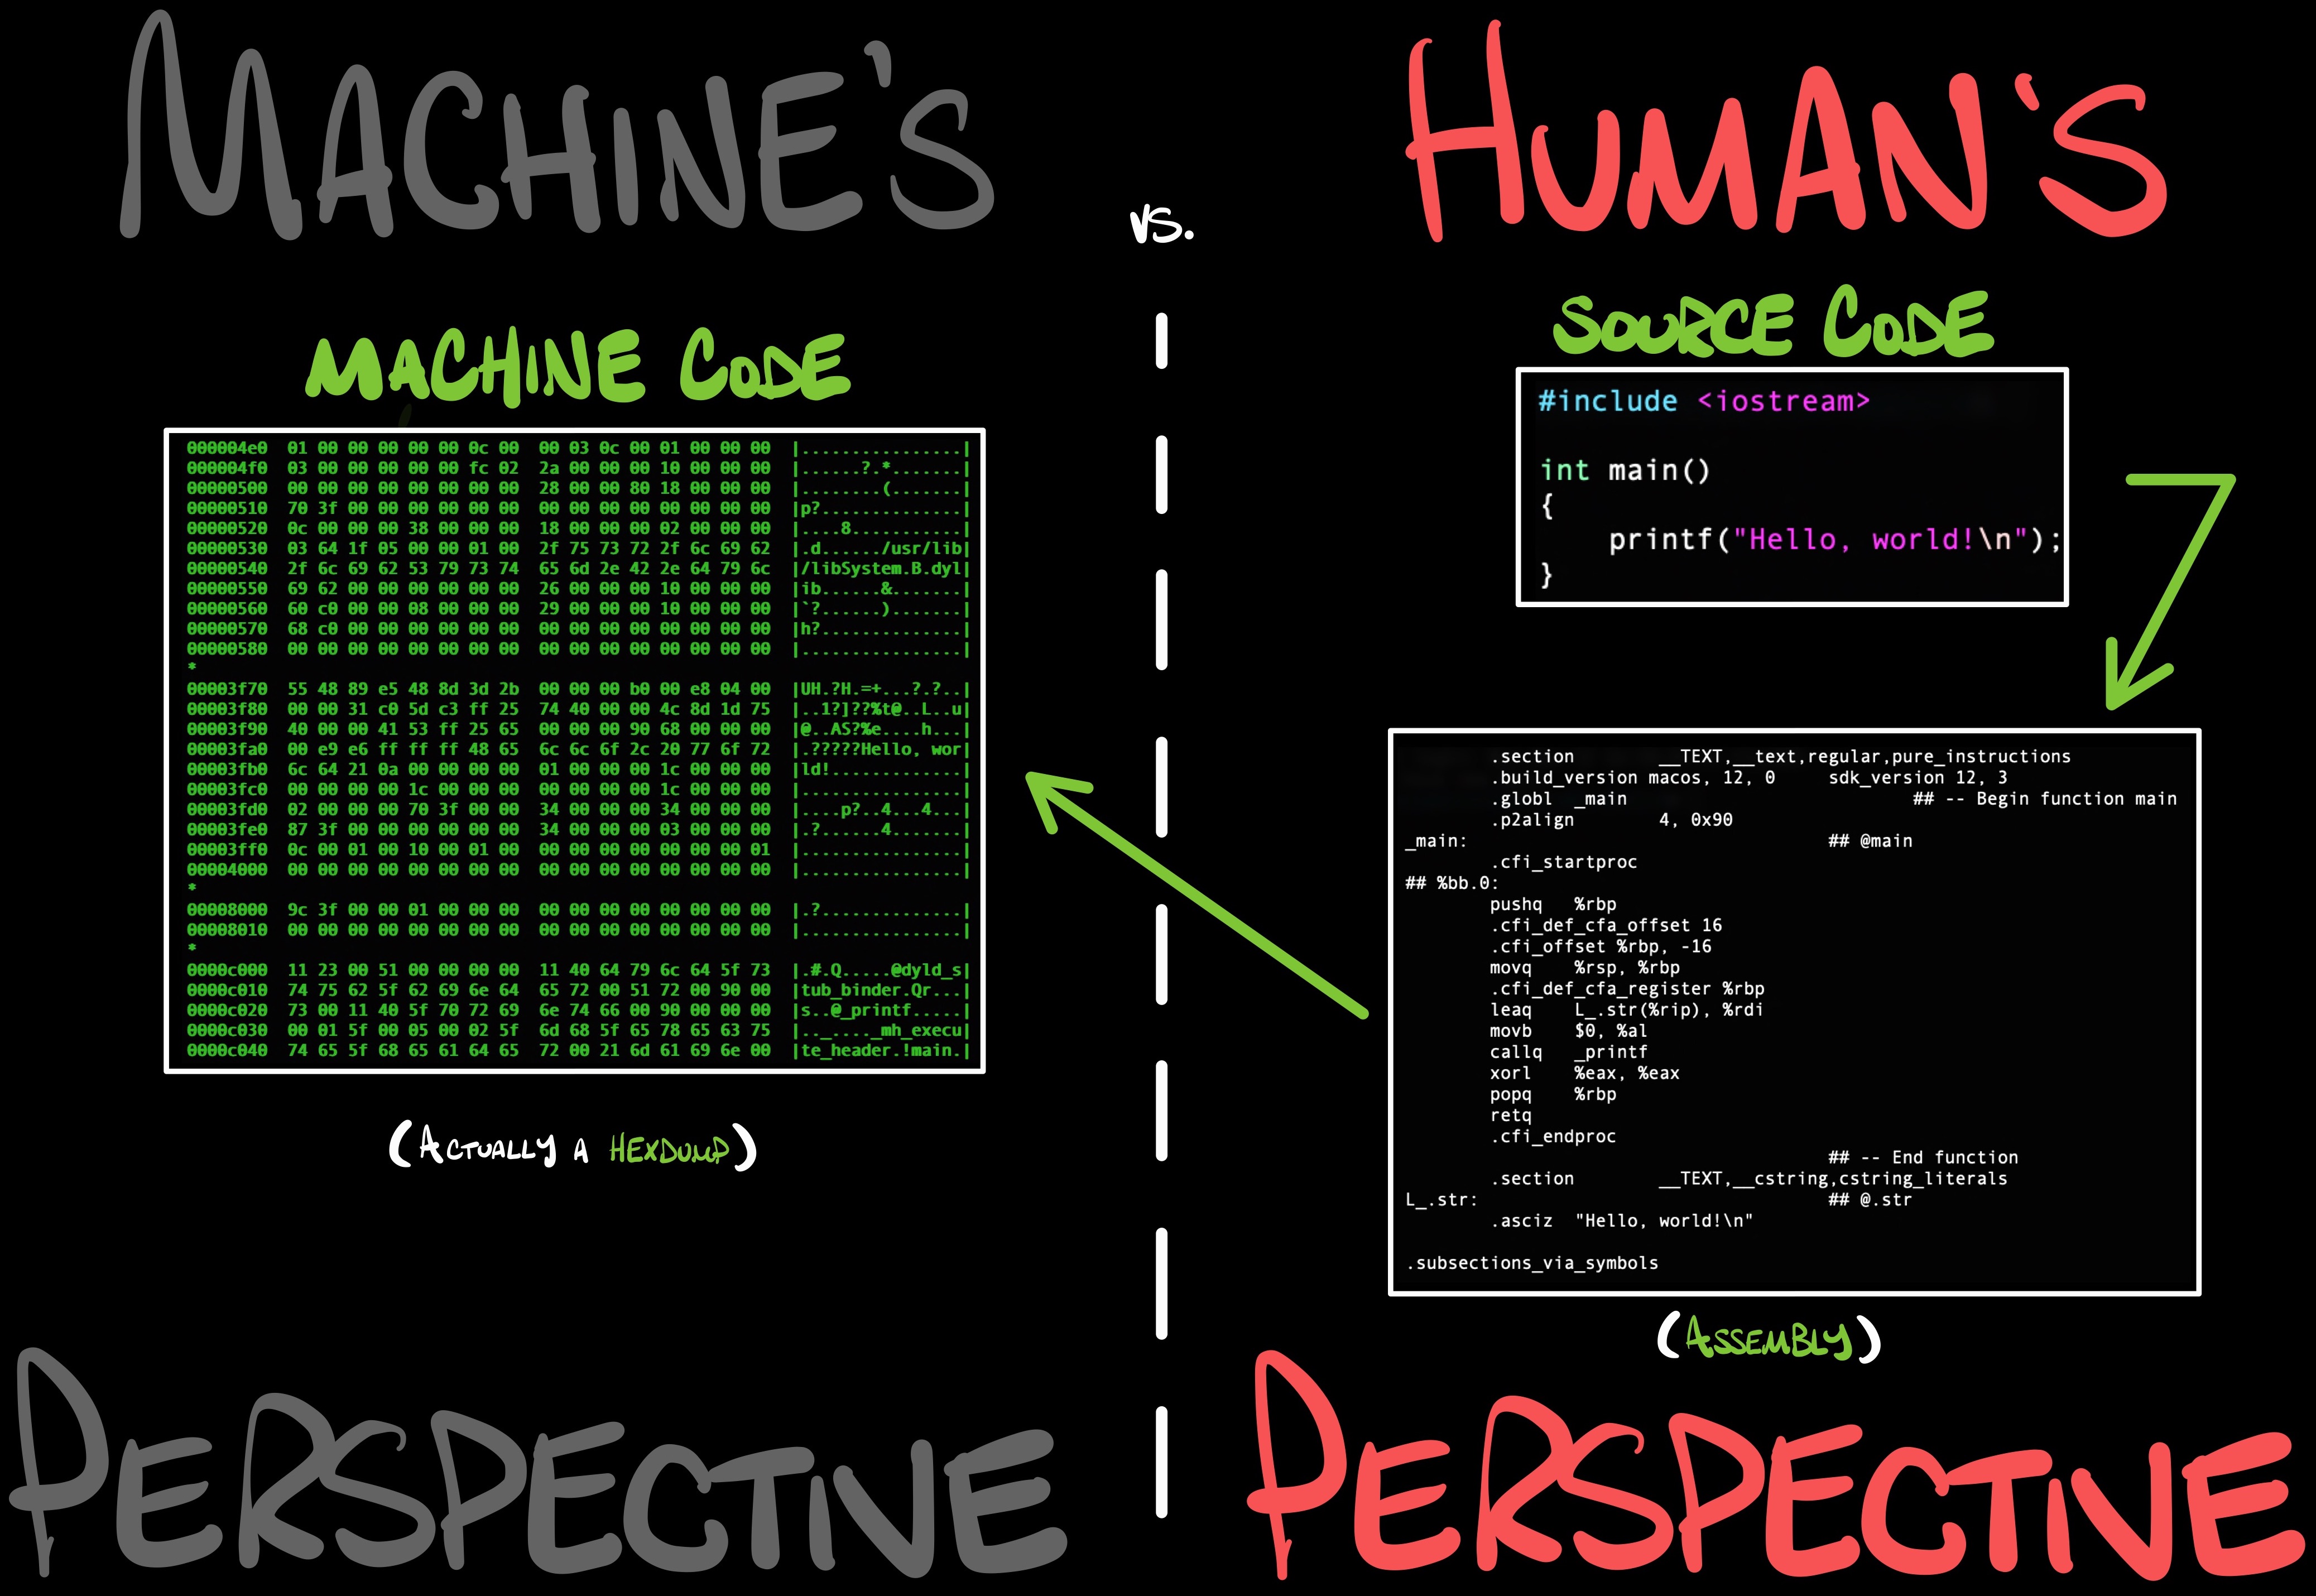 MACHINE'S
vs.
HUMAN'S
MACHINE CODE
000004e0  01 00 00 00 00 00 0c 00  00 03 0c 00 01 00 00 00  |................|
000004f0  03 00 00 00 00 00 fc 02  2a 00 00 00 10 00 00 00  |......?.*.......|
00000500  00 00 00 00 00 00 00 00  28 00 00 80 18 00 00 00  |........(.......|
00000510  70 3f 00 00 00 00 00 00  00 00 00 00 00 00 00 00  |p?..............|
00000520  0c 00 00 00 38 00 00 00  18 00 00 00 02 00 00 00  |....8...........|
00000530  03 64 1f 05 00 00 01 00  2f 75 73 72 2f 6c 69 62  |.d....../usr/lib|
00000540  2f 6c 69 62 53 79 73 74  65 6d 2e 42 2e 64 79 6c  |/libSystem.B.dyl|
00000550  69 62 00 00 00 00 00 00  26 00 00 00 10 00 00 00  |ib......&.......|
00000560  60 c0 00 00 08 00 00 00  29 00 00 00 10 00 00 00  |`?......).......|
00000570  68 c0 00 00 00 00 00 00  00 00 00 00 00 00 00 00  |h?..............|
00000580  00 00 00 00 00 00 00 00  00 00 00 00 00 00 00 00  |................|
*
00003f70  55 48 89 e5 48 8d 3d 2b  00 00 00 b0 00 e8 04 00  |UH.?H.=+...?.?..|
00003f80  00 00 31 c0 5d c3 ff 25  74 40 00 00 4c 8d 1d 75  |..1?]??%t@..L..u|
00003f90  40 00 00 41 53 ff 25 65  00 00 00 90 68 00 00 00  |@..AS?%e....h...|
00003fa0  00 e9 e6 ff ff ff 48 65  6c 6c 6f 2c 20 77 6f 72  |.?????Hello, wor|
00003fb0  6c 64 21 0a 00 00 00 00  01 00 00 00 1c 00 00 00  |ld!.............|
00003fc0  00 00 00 00 1c 00 00 00  00 00 00 00 1c 00 00 00  |................|
00003fd0  02 00 00 00 70 3f 00 00  34 00 00 00 34 00 00 00  |....p?..4...4...|
00003fe0  87 3f 00 00 00 00 00 00  34 00 00 00 03 00 00 00  |.?......4.......|
00003ff0  0c 00 01 00 10 00 01 00  00 00 00 00 00 00 00 01  |................|
00004000  00 00 00 00 00 00 00 00  00 00 00 00 00 00 00 00  |................|
*
00008000  9c 3f 00 00 01 00 00 00  00 00 00 00 00 00 00 00  |.?..............|
00008010  00 00 00 00 00 00 00 00  00 00 00 00 00 00 00 00  |................|
*
0000c000  11 23 00 51 00 00 00 00  11 40 64 79 6c 64 5f 73  |.#.Q.....@dyld_s|
0000c010  74 75 62 5f 62 69 6e 64  65 72 00 51 72 00 90 00  |tub_binder.Qr...|
0000c020  73 00 11 40 5f 70 72 69  6e 74 66 00 90 00 00 00  |s..@_printf.....|
0000c030  00 01 5f 00 05 00 02 5f  6d 68 5f 65 78 65 63 75  |.._...._mh_execu|
0000c040  74 65 5f 68 65 61 64 65  72 00 21 6d 61 69 6e 00  |te_header.!main.|
(ACTUALLY A HEXDUMP)
SOURCE CODE
#include <iostream>
int main()
{
    printf("Hello, world!\n");
}
        .section        __TEXT,__text,regular,pure_instructions
        .build_version macos, 12, 0     sdk_version 12, 3
        .globl  _main                           ## -- Begin function main
        .p2align        4, 0x90
_main:                                  ## @main
        .cfi_startproc
## %bb.0:
        pushq   %rbp
        .cfi_def_cfa_offset 16
        .cfi_offset %rbp, -16
        movq    %rsp, %rbp
        .cfi_def_cfa_register %rbp
        leaq    L_.str(%rip), %rdi
        movb    $0, %al
        callq   _printf
        xorl    %eax, %eax
        popq    %rbp
        retq
        .cfi_endproc
                                        ## -- End function
        .section        __TEXT,__cstring,cstring_literals
L_.str:                                 ## @.str
        .asciz  "Hello, world!\n"
.subsections_via_symbols
(ASSEMBLY)
PERSPECTIVE
PERSPECTIVE